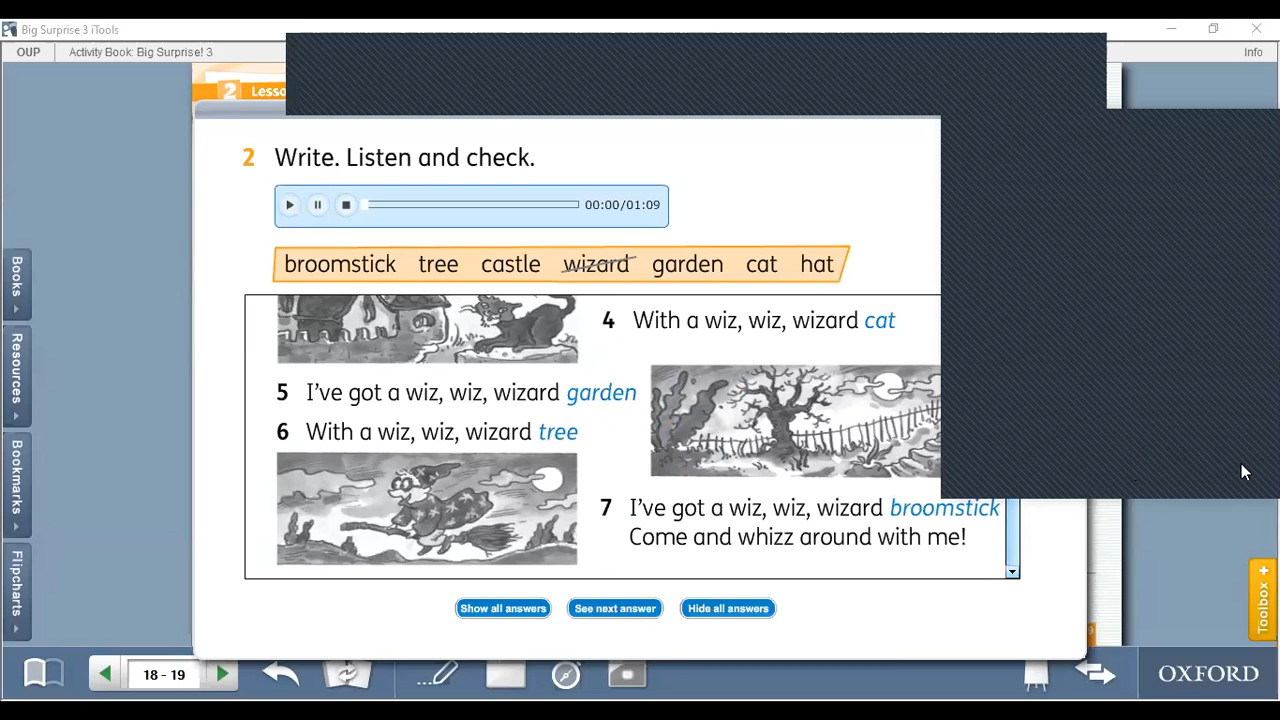 Big Surprise 3 iTools
OUP Activity Book: Big Surprise! 3 Info
2 Lesso
2 Write. Listen and check.
00:00/01:09
broomstick tree castle wizard garden cat hat
4 With a wiz, wiz, wizard cat
5 I've got a wiz, wiz, wizard garden
6 With a wiz, wiz, wizard tree
7 I've got a wiz, wiz, wizard broomstick
Come and whizz around with me!
Show all answers See next answer Hide all answers
Books
Resources
Bookmarks
Flipcharts
Toolbox +
18 - 19
OXFORD